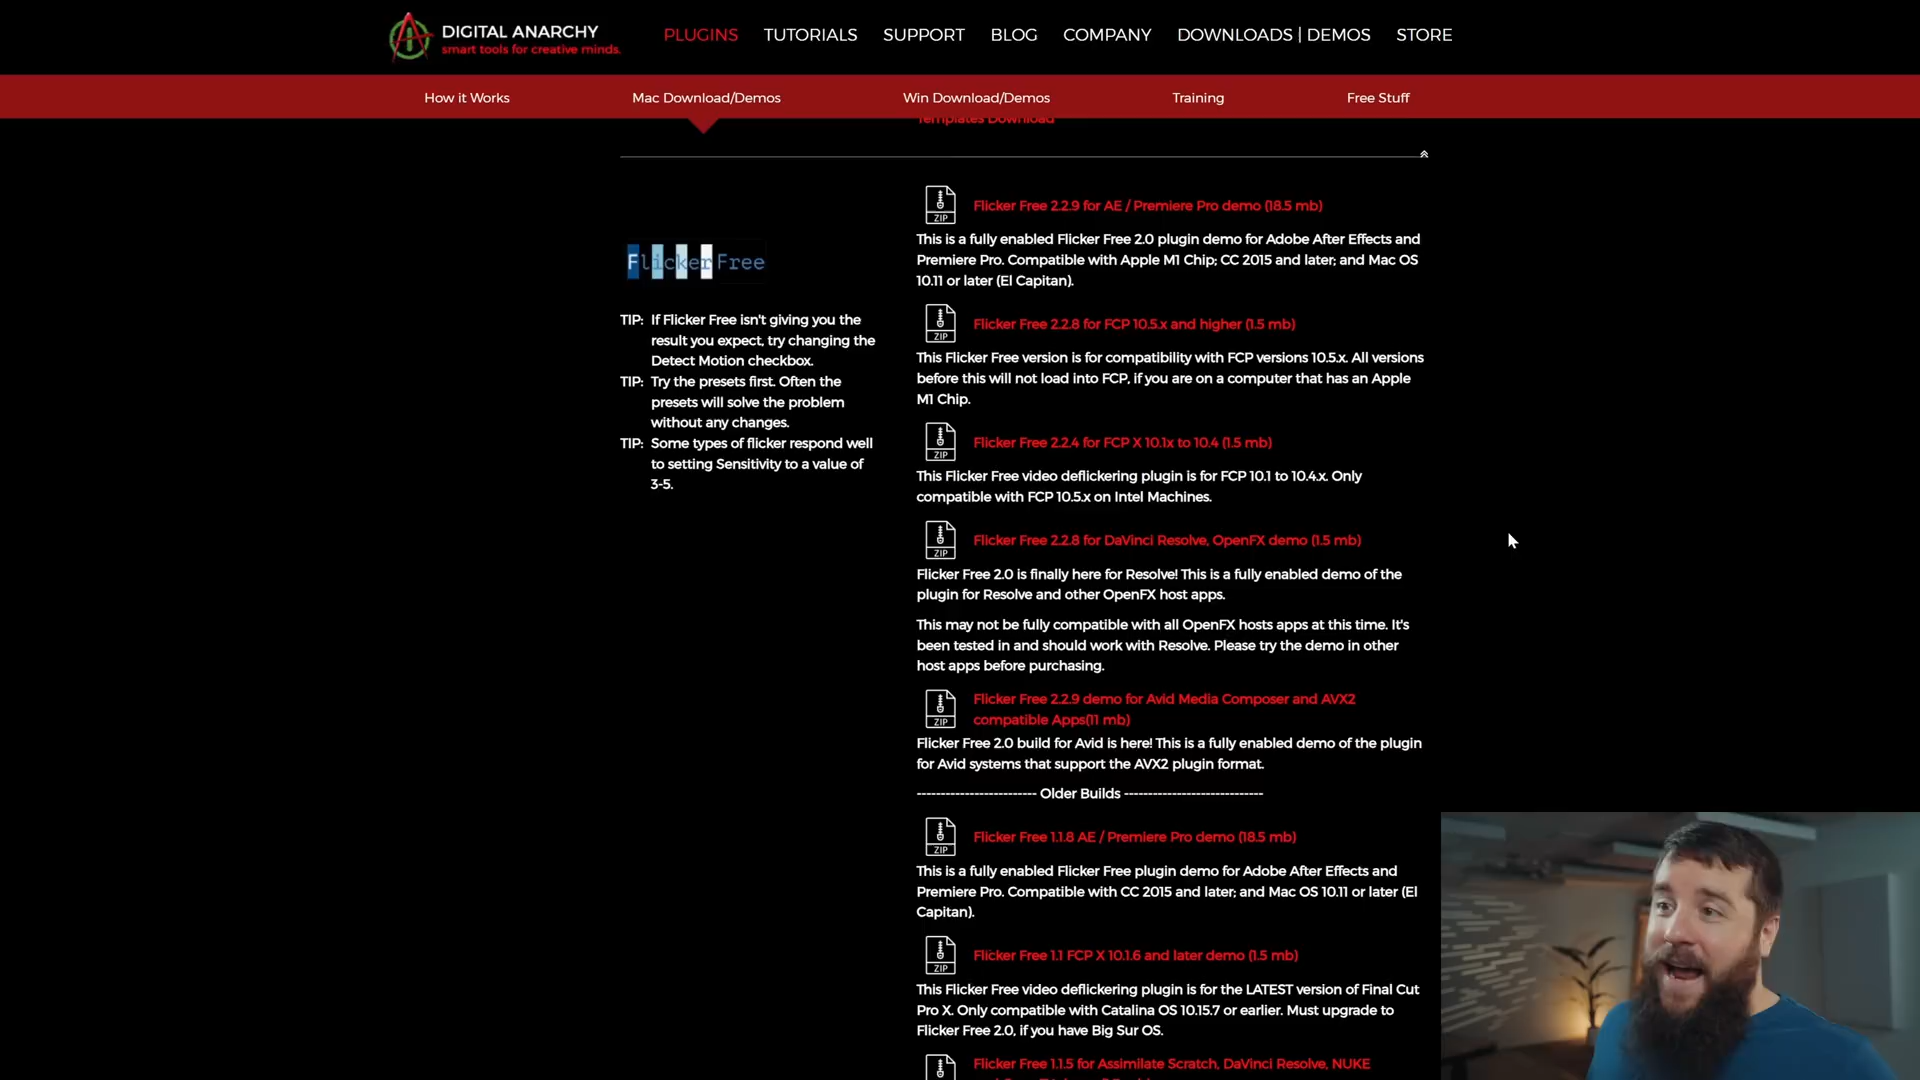 DIGITAL ANARCHY
smart tools for creative minds.
PLUGINS
TUTORIALS
SUPPORT
BLOG
COMPANY
DOWNLOADS | DEMOS
STORE
How it Works
Mac Download/Demos
Win Download/Demos
Training
Free Stuff
Templates Download
Flicker Free
TIP: If Flicker Free isn't giving you the
result you expect, try changing the
Detect Motion checkbox.
TIP: Try the presets first. Often the
presets will solve the problem
without any changes.
TIP: Some types of flicker respond well
to setting Sensitivity to a value of
3-5.
ZIP
Flicker Free 2.2.9 for AE / Premiere Pro demo (18.5 mb)
This is a fully enabled Flicker Free 2.0 plugin demo for Adobe After Effects and
Premiere Pro. Compatible with Apple M1 Chip; CC 2015 and later; and Mac OS
10.11 or later (El Capitan).
ZIP
Flicker Free 2.2.8 for FCP 10.5.x and higher (1.5 mb)
This Flicker Free version is for compatibility with FCP versions 10.5.x. All versions
before this will not load into FCP, if you are on a computer that has an Apple
M1 Chip.
ZIP
Flicker Free 2.2.4 for FCP X 10.1x to 10.4 (1.5 mb)
This Flicker Free video deflickering plugin is for FCP 10.1 to 10.4.x. Only
compatible with FCP 10.5.x on Intel Machines.
ZIP
Flicker Free 2.2.8 for DaVinci Resolve, OpenFX demo (1.5 mb)
Flicker Free 2.0 is finally here for Resolve! This is a fully enabled demo of the
plugin for Resolve and other OpenFX host apps.
This may not be fully compatible with all OpenFX hosts apps at this time. It's
been tested in and should work with Resolve. Please try the demo in other
host apps before purchasing.
ZIP
Flicker Free 2.2.9 demo for Avid Media Composer and AVX2
compatible Apps(11 mb)
Flicker Free 2.0 build for Avid is here! This is a fully enabled demo of the plugin
for Avid systems that support the AVX2 plugin format.
------------------------- Older Builds -----------------------------
ZIP
Flicker Free 1.1.8 AE / Premiere Pro demo (18.5 mb)
This is a fully enabled Flicker Free plugin demo for Adobe After Effects and
Premiere Pro. Compatible with CC 2015 and later; and Mac OS 10.11 or later (El
Capitan).
ZIP
Flicker Free 1.1 FCP X 10.1.6 and later demo (1.5 mb)
This Flicker Free video deflickering plugin is for the LATEST version of Final Cut
Pro X. Only compatible with Catalina OS 10.15.7 or earlier. Must upgrade to
Flicker Free 2.0, if you have Big Sur OS.
Flicker Free 1.1.5 for Assimilate Scratch, DaVinci Resolve, NUKE